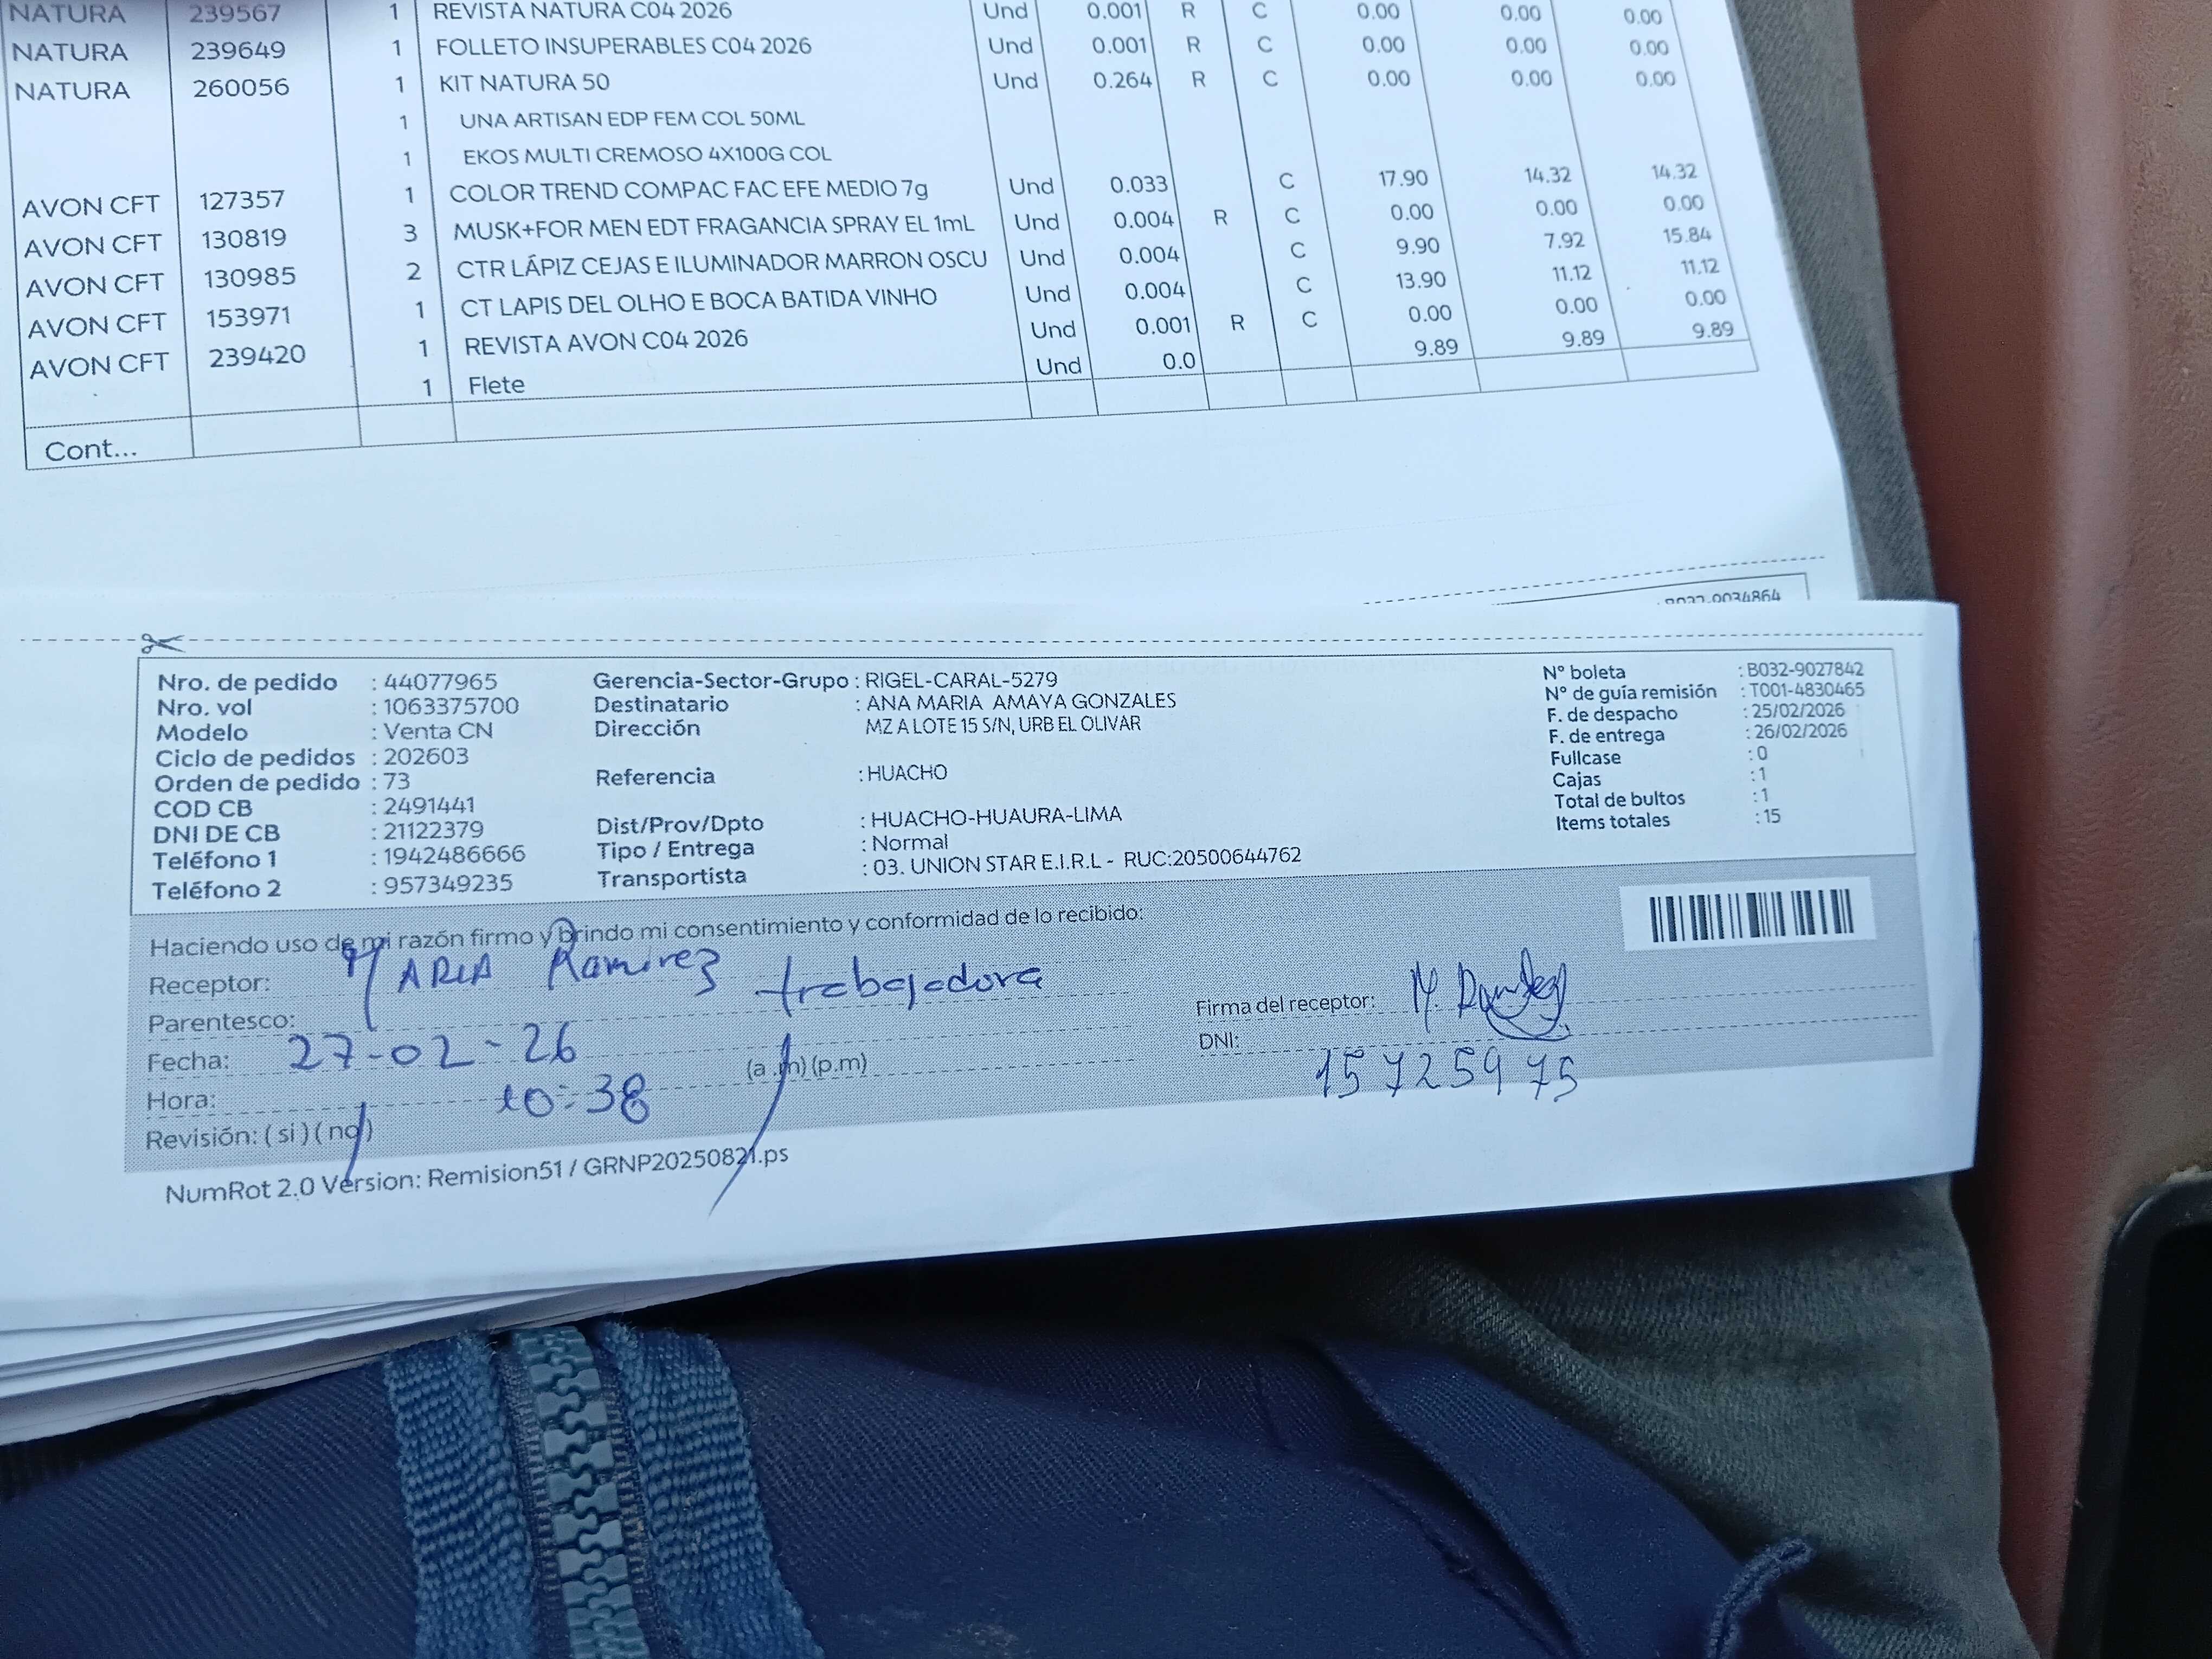 NATURA 239567 1 REVISTA NATURA C04 2026 Und 0.001 R C 0.00 0.00 0.00
NATURA 239649 1 FOLLETO INSUPERABLES C04 2026 Und 0.001 R C 0.00 0.00 0.00
NATURA 260056 1 KIT NATURA 50 Und 0.264 R C 0.00 0.00 0.00
1 UNA ARTISAN EDP FEM COL 50ML
1 EKOS MULTI CREMOSO 4X100G COL
AVON CFT 127357 1 COLOR TREND COMPAC FAC EFE MEDIO 7g Und 0.033 C 17.90 14.32 14.32
AVON CFT 130819 3 MUSK+FOR MEN EDT FRAGANCIA SPRAY EL 1mL Und 0.004 R C 0.00 0.00 0.00
AVON CFT 130985 2 CTR LÁPIZ CEJAS E ILUMINADOR MARRON OSCU Und 0.004 C 9.90 7.92 15.84
AVON CFT 153971 1 CT LAPIS DEL OLHO E BOCA BATIDA VINHO Und 0.004 C 13.90 11.12 11.12
AVON CFT 239420 1 REVISTA AVON C04 2026 Und 0.001 R C 0.00 0.00 0.00
1 Flete Und 0.0 9.89 9.89 9.89
Cont...
Nro. de pedido : 44077965 Gerencia-Sector-Grupo : RIGEL-CARAL-5279 N° boleta : B032-9027842
Nro. vol : 1063375700 Destinatario : ANA MARIA AMAYA GONZALES N° de guía remisión : T001-4830465
Modelo : Venta CN Dirección MZ A LOTE 15 S/N, URB EL OLIVAR F. de despacho : 25/02/2026
Ciclo de pedidos : 202603 F. de entrega : 26/02/2026
Orden de pedido : 73 Referencia : HUACHO Fullcase : 0
COD CB : 2491441 Cajas : 1
DNI DE CB : 21122379 Dist/Prov/Dpto : HUACHO-HUAURA-LIMA Total de bultos : 1
Teléfono 1 : 1942486666 Tipo / Entrega : Normal Items totales : 15
Teléfono 2 : 957349235 Transportista : 03. UNION STAR E.I.R.L - RUC:20500644762
Haciendo uso de mi razón firmo y brindo mi consentimiento y conformidad de lo recibido:
Receptor: MARIA Ramirez trabajadora
Parentesco: Firma del receptor: M.
Fecha: 27-02-26 DNI: 15725975
Hora: 10:38 (a.m) (p.m)
Revisión: ( si ) ( no )
NumRot 2.0 Version: Remision51 / GRNP20250821.ps